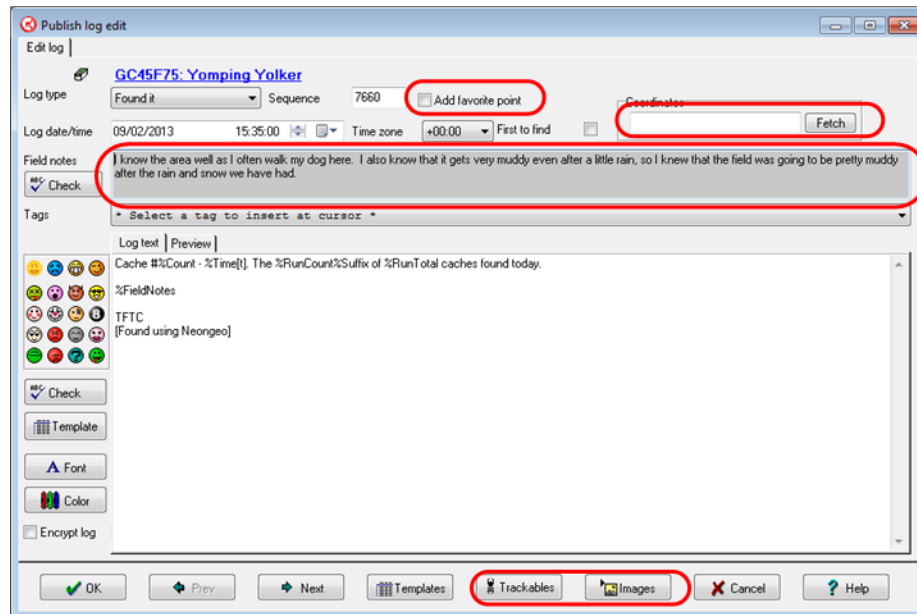 Publish log edit
Edit log
GC45F75: Yomping Yolker
Log type
Found it
Sequence
7660
Add favorite point
Coordinates
Fetch
Log date/time
09/02/2013
15:35:00
Time zone
+00:00
First to find
Field notes
I know the area well as I often walk my dog here. I also know that it gets very muddy even after a little rain, so I knew that the field was going to be pretty muddy
after the rain and snow we have had.
ABC Check
Tags
* Select a tag to insert at cursor *
Log text
Preview
Cache #%Count - %Time[t]. The %RunCount%Suffix of %RunTotal caches found today.
%FieldNotes
TFTC
[Found using Neongeo]
8
ABC Check
Template
A Font
Color
Encrypt log
OK
Prev
Next
Templates
Trackables
Images
Cancel
? Help